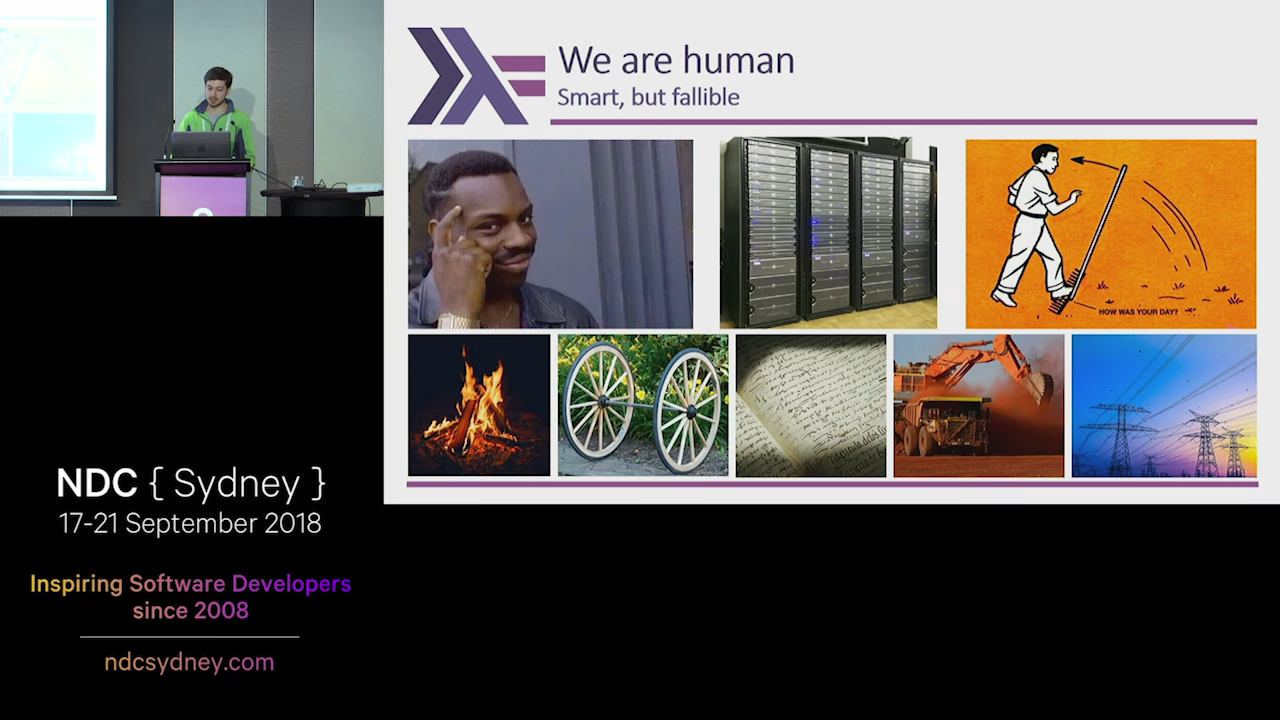 We are human
Smart, but fallible
HOW WAS YOUR DAY?
NDC { Sydney }
17-21 September 2018
Inspiring Software Developers
since 2008
ndcsydney.com